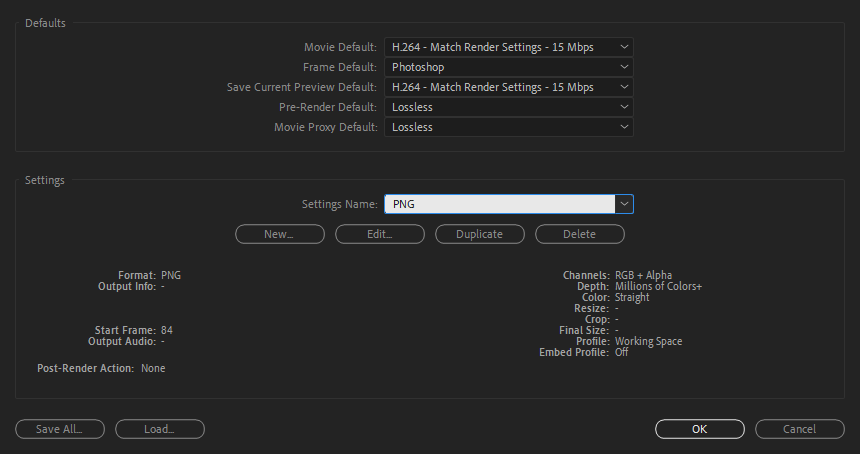 Defaults
Movie Default: H.264 - Match Render Settings - 15 Mbps
Frame Default: Photoshop
Save Current Preview Default: H.264 - Match Render Settings - 15 Mbps
Pre-Render Default: Lossless
Movie Proxy Default: Lossless
Settings
Settings Name: PNG
New... Edit... Duplicate Delete
Format: PNG
Output Info: -
Start Frame: 84
Output Audio: -
Post-Render Action: None
Channels: RGB + Alpha
Depth: Millions of Colors+
Color: Straight
Resize: -
Crop: -
Final Size: -
Profile: Working Space
Embed Profile: Off
Save All... Load... OK Cancel